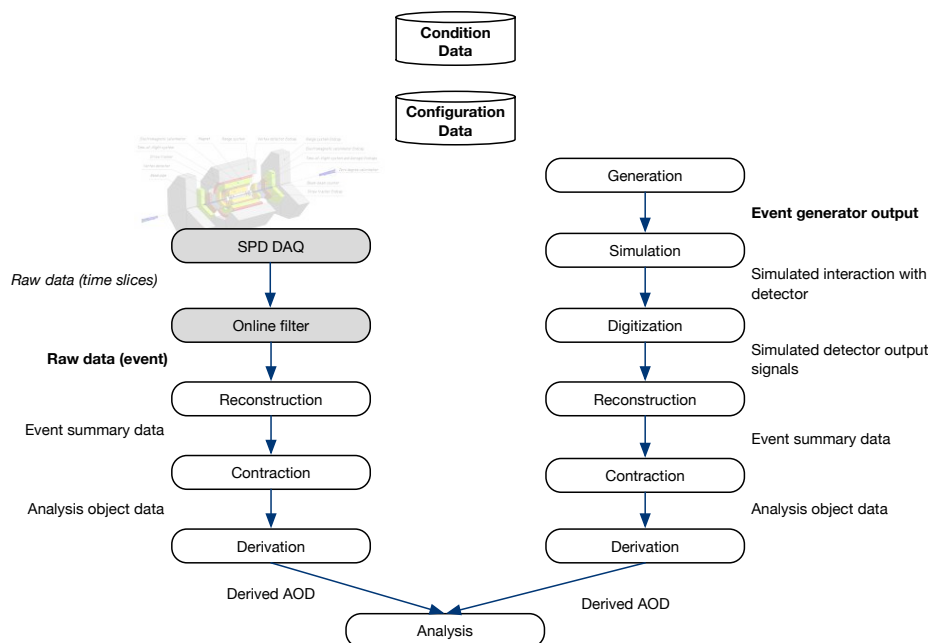 Condition
Data
Configuration
Data
SPD DAQ
Raw data (time slices)
Online filter
Raw data (event)
Reconstruction
Event summary data
Contraction
Analysis object data
Derivation
Derived AOD
Generation
Event generator output
Simulation
Simulated interaction with
detector
Digitization
Simulated detector output
signals
Reconstruction
Event summary data
Contraction
Analysis object data
Derivation
Derived AOD
Analysis